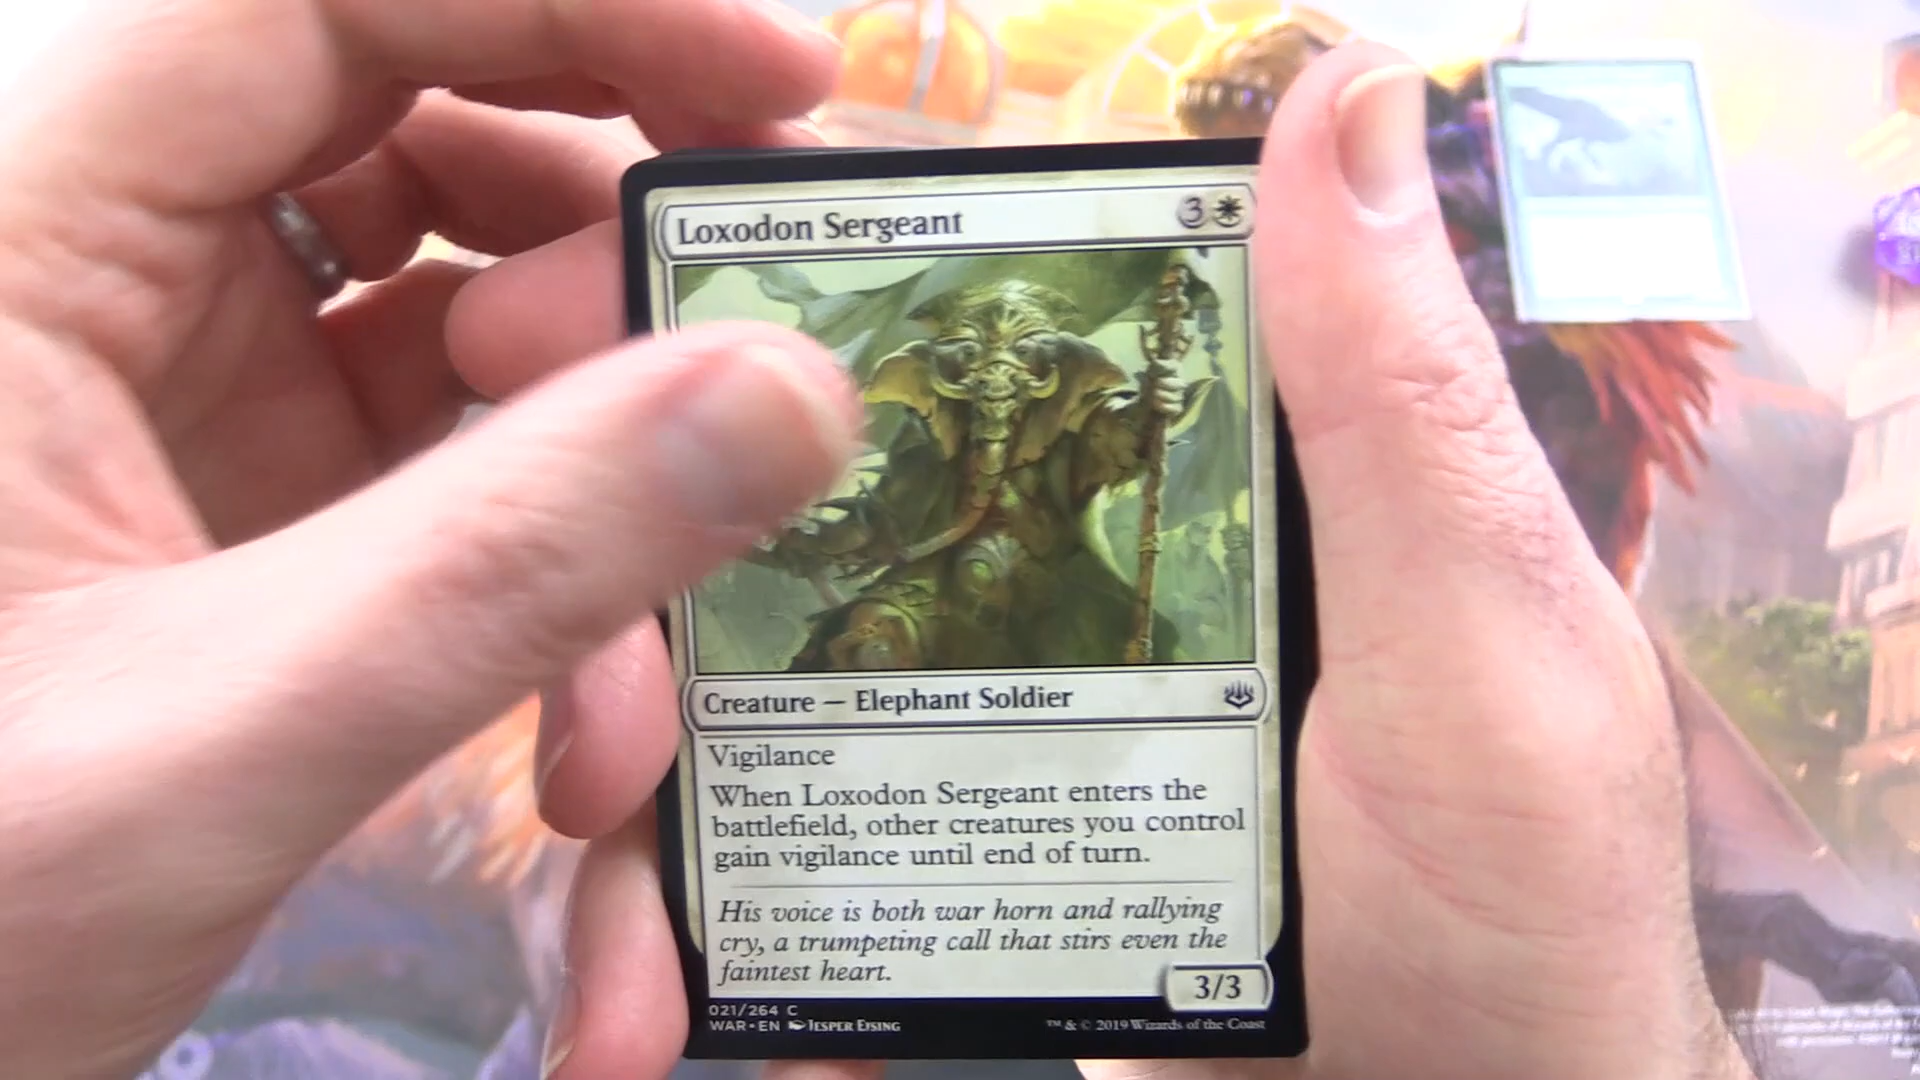 Loxodon Sergeant 3
Creature — Elephant Soldier
Vigilance
When Loxodon Sergeant enters the
battlefield, other creatures you control
gain vigilance until end of turn.
His voice is both war horn and rallying
cry, a trumpeting call that stirs even the
faintest heart.
3/3
021/264 C
WAR • EN Jesper Ejsing
™ & © 2019 Wizards of the Coast